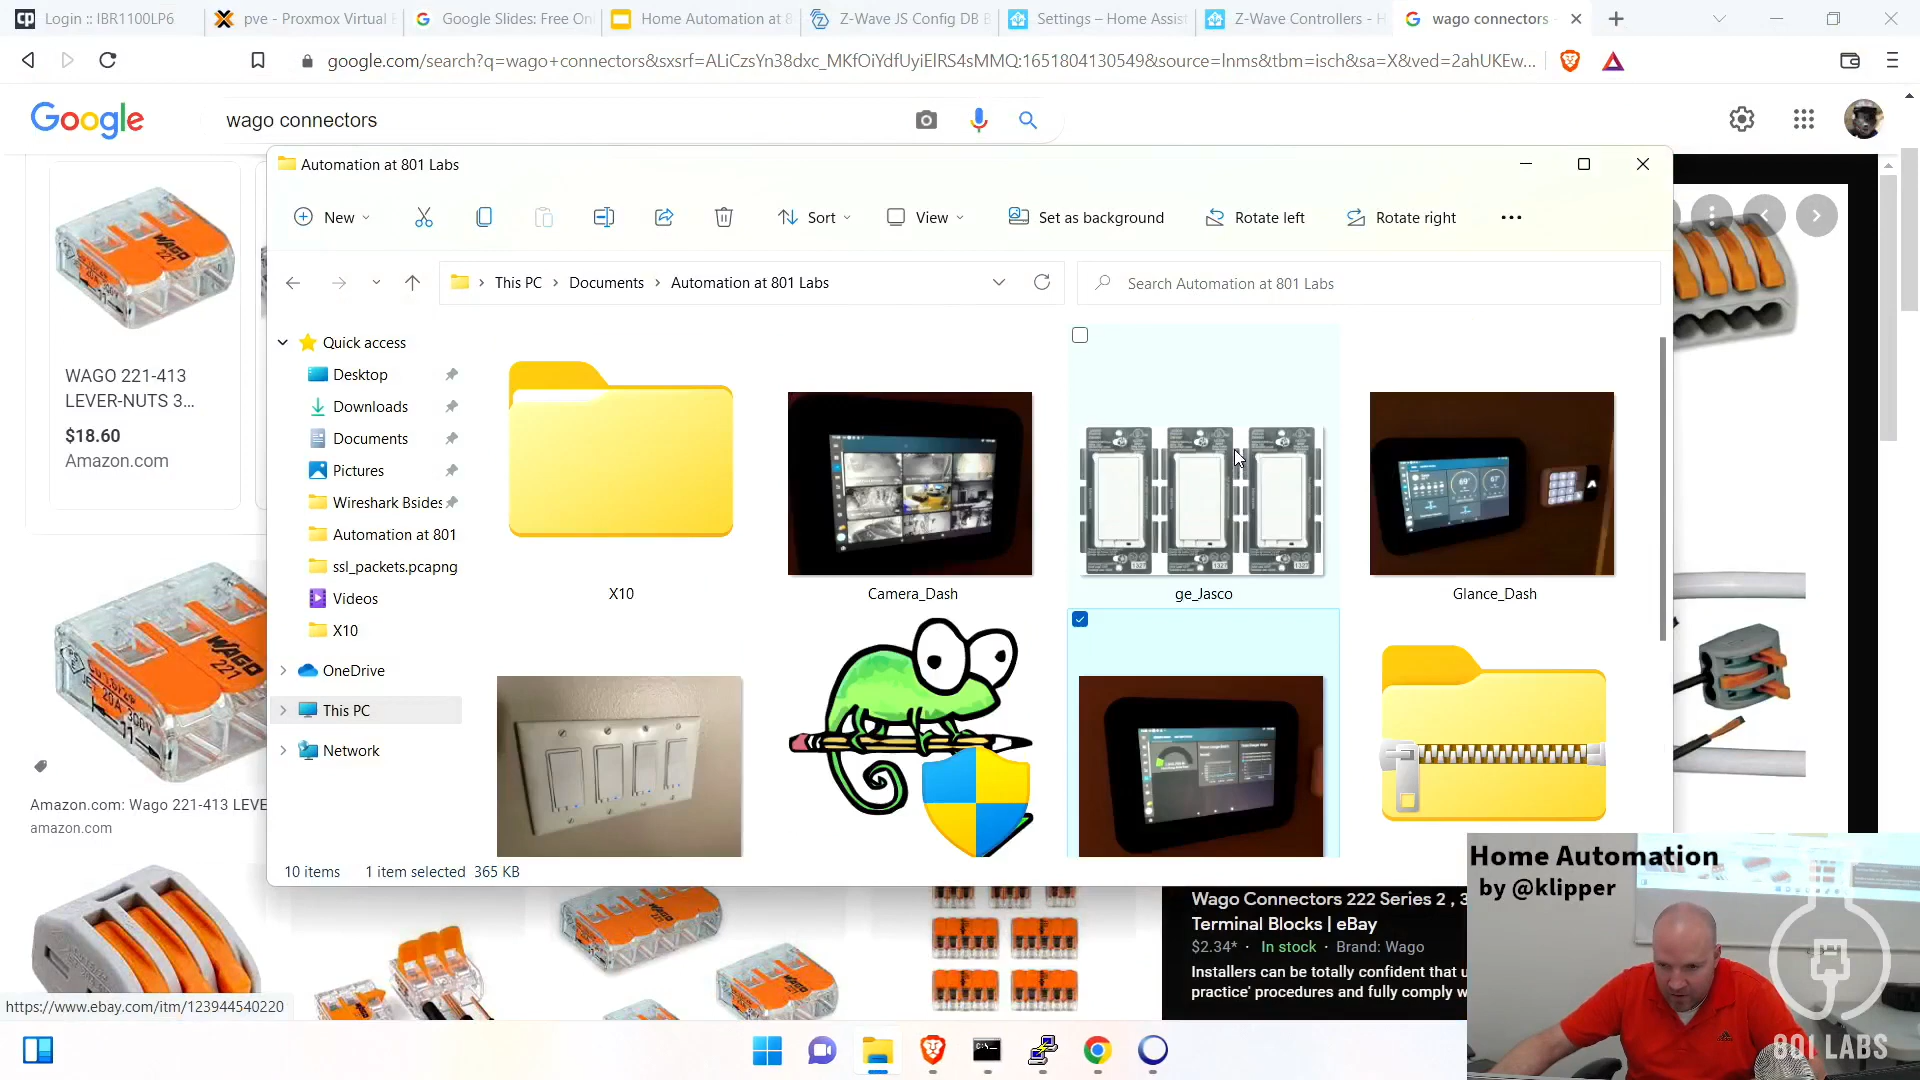 Login :: IBR1100LP6
pve - Proxmox Virtual E
Google Slides: Free On
Home Automation at 8
Z-Wave JS Config DB B
Settings – Home Assist
Z-Wave Controllers - H
wago connectors -
google.com/search?q=wago+connectors&sxsrf=ALiCzsYn38dxc_MKfOiYdfUyiElRS4sMMQ:1651804130549&source=lnms&tbm=isch&sa=X&ved=2ahUKEw...
Google
wago connectors
Automation at 801 Labs
New
Sort
View
Set as background
Rotate left
Rotate right
This PC
Documents
Automation at 801 Labs
Search Automation at 801 Labs
Quick access
Desktop
Downloads
Documents
Pictures
Wireshark Bsides
Automation at 801
ssl_packets.pcapng
Videos
X10
OneDrive
This PC
Network
X10
Camera_Dash
ge_Jasco
Glance_Dash
10 items
1 item selected 365 KB
WAGO
221
WAGO 221-413
LEVER-NUTS 3...
$18.60
Amazon.com
WAGO
221
Amazon.com: Wago 221-413 LEVE
amazon.com
https://www.ebay.com/itm/123944540220
Wago Connectors 222 Series 2 , 3
Terminal Blocks | eBay
$2.34* · In stock · Brand: Wago
Installers can be totally confident that u
practice' procedures and fully comply w
Home Automation
by @klipper
801 LABS